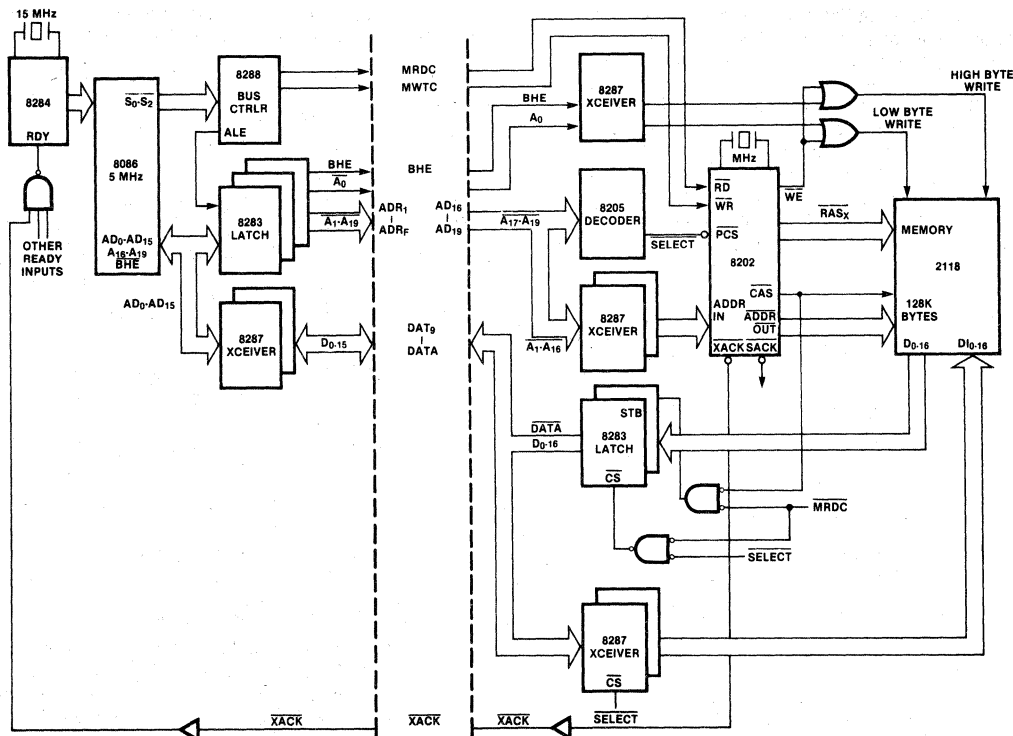 15 MHz
8284
RDY
OTHER
READY
INPUTS
8086
5 MHz
S0-S2
AD0-AD15
A16-A19
BHE
AD0-AD15
8288
BUS
CTRLR
ALE
8283
LATCH
BHE
A0
A1-A19
8287
XCEIVER
D0-15
XACK
MRDC
MWTC
BHE
ADR1
ADRF
AD16
AD19
DAT9
DATA
XACK
BHE
A0
8287
XCEIVER
A17-A19
8205
DECODER
SELECT
A1-A16
8287
XCEIVER
MHz
RD
WR
PCS
8202
ADDR
IN
XACK
SACK
WE
RASX
CAS
ADDR
OUT
HIGH BYTE
WRITE
LOW BYTE
WRITE
MEMORY
2118
128K
BYTES
D0-16
DI0-16
DATA
D0-16
STB
8283
LATCH
CS
MRDC
SELECT
8287
XCEIVER
CS
SELECT
XACK